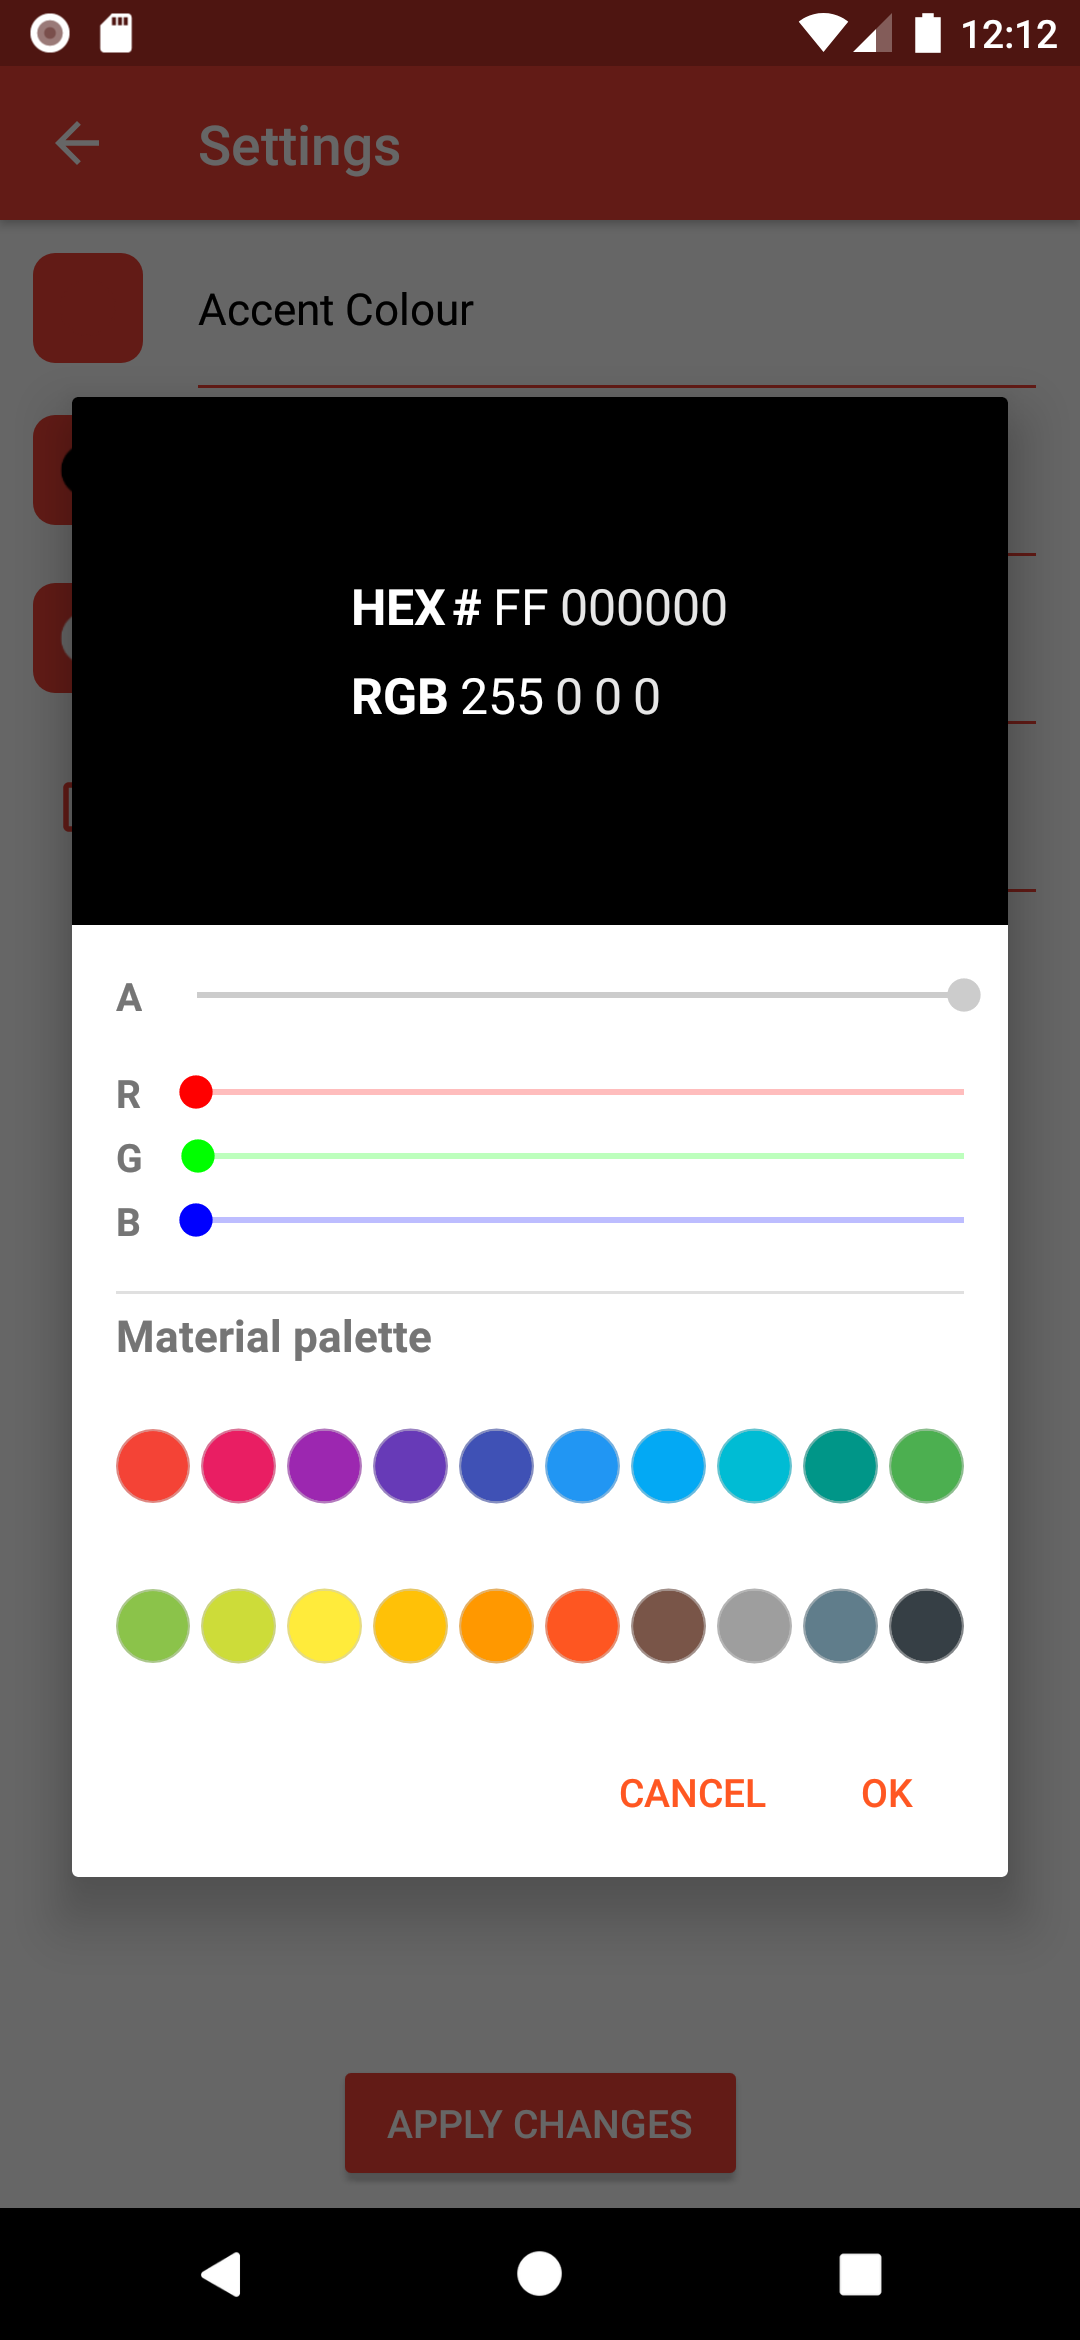 12:12
Settings
Accent Colour
HEX # FF 000000
RGB 255 0 0 0
A
R
G
B
Material palette
CANCEL OK
APPLY CHANGES